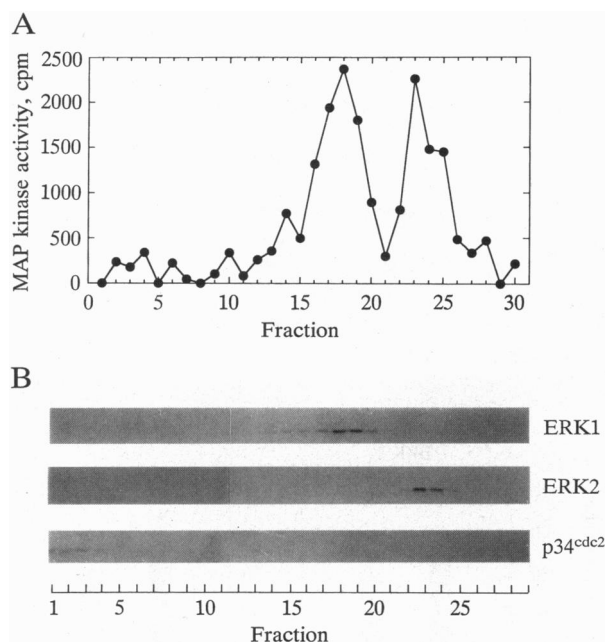 A
MAP kinase activity, cpm
2500
2000
1500
1000
500
0
0 5 10 15 20 25 30
Fraction
B
ERK1
ERK2
p34cdc2
1 5 10 15 20 25
Fraction